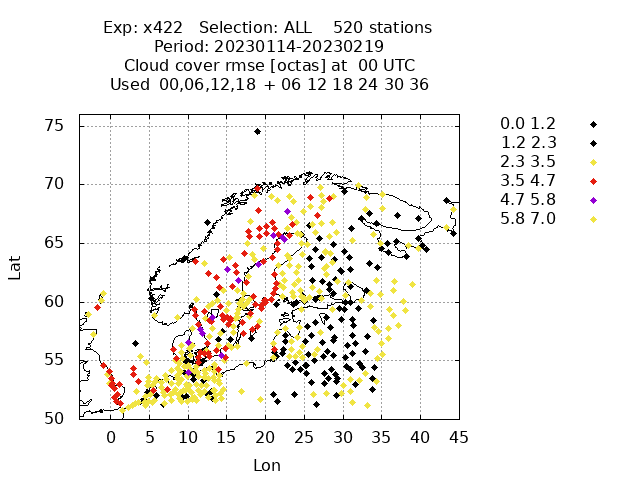 Exp: x422 Selection: ALL 520 stations
Period: 20230114-20230219
Cloud cover rmse [octas] at 00 UTC
Used 00,06,12,18 + 06 12 18 24 30 36
0.0 1.2
1.2 2.3
2.3 3.5
3.5 4.7
4.7 5.8
5.8 7.0
75
70
65
60
55
50
Lat
0 5 10 15 20 25 30 35 40 45
Lon